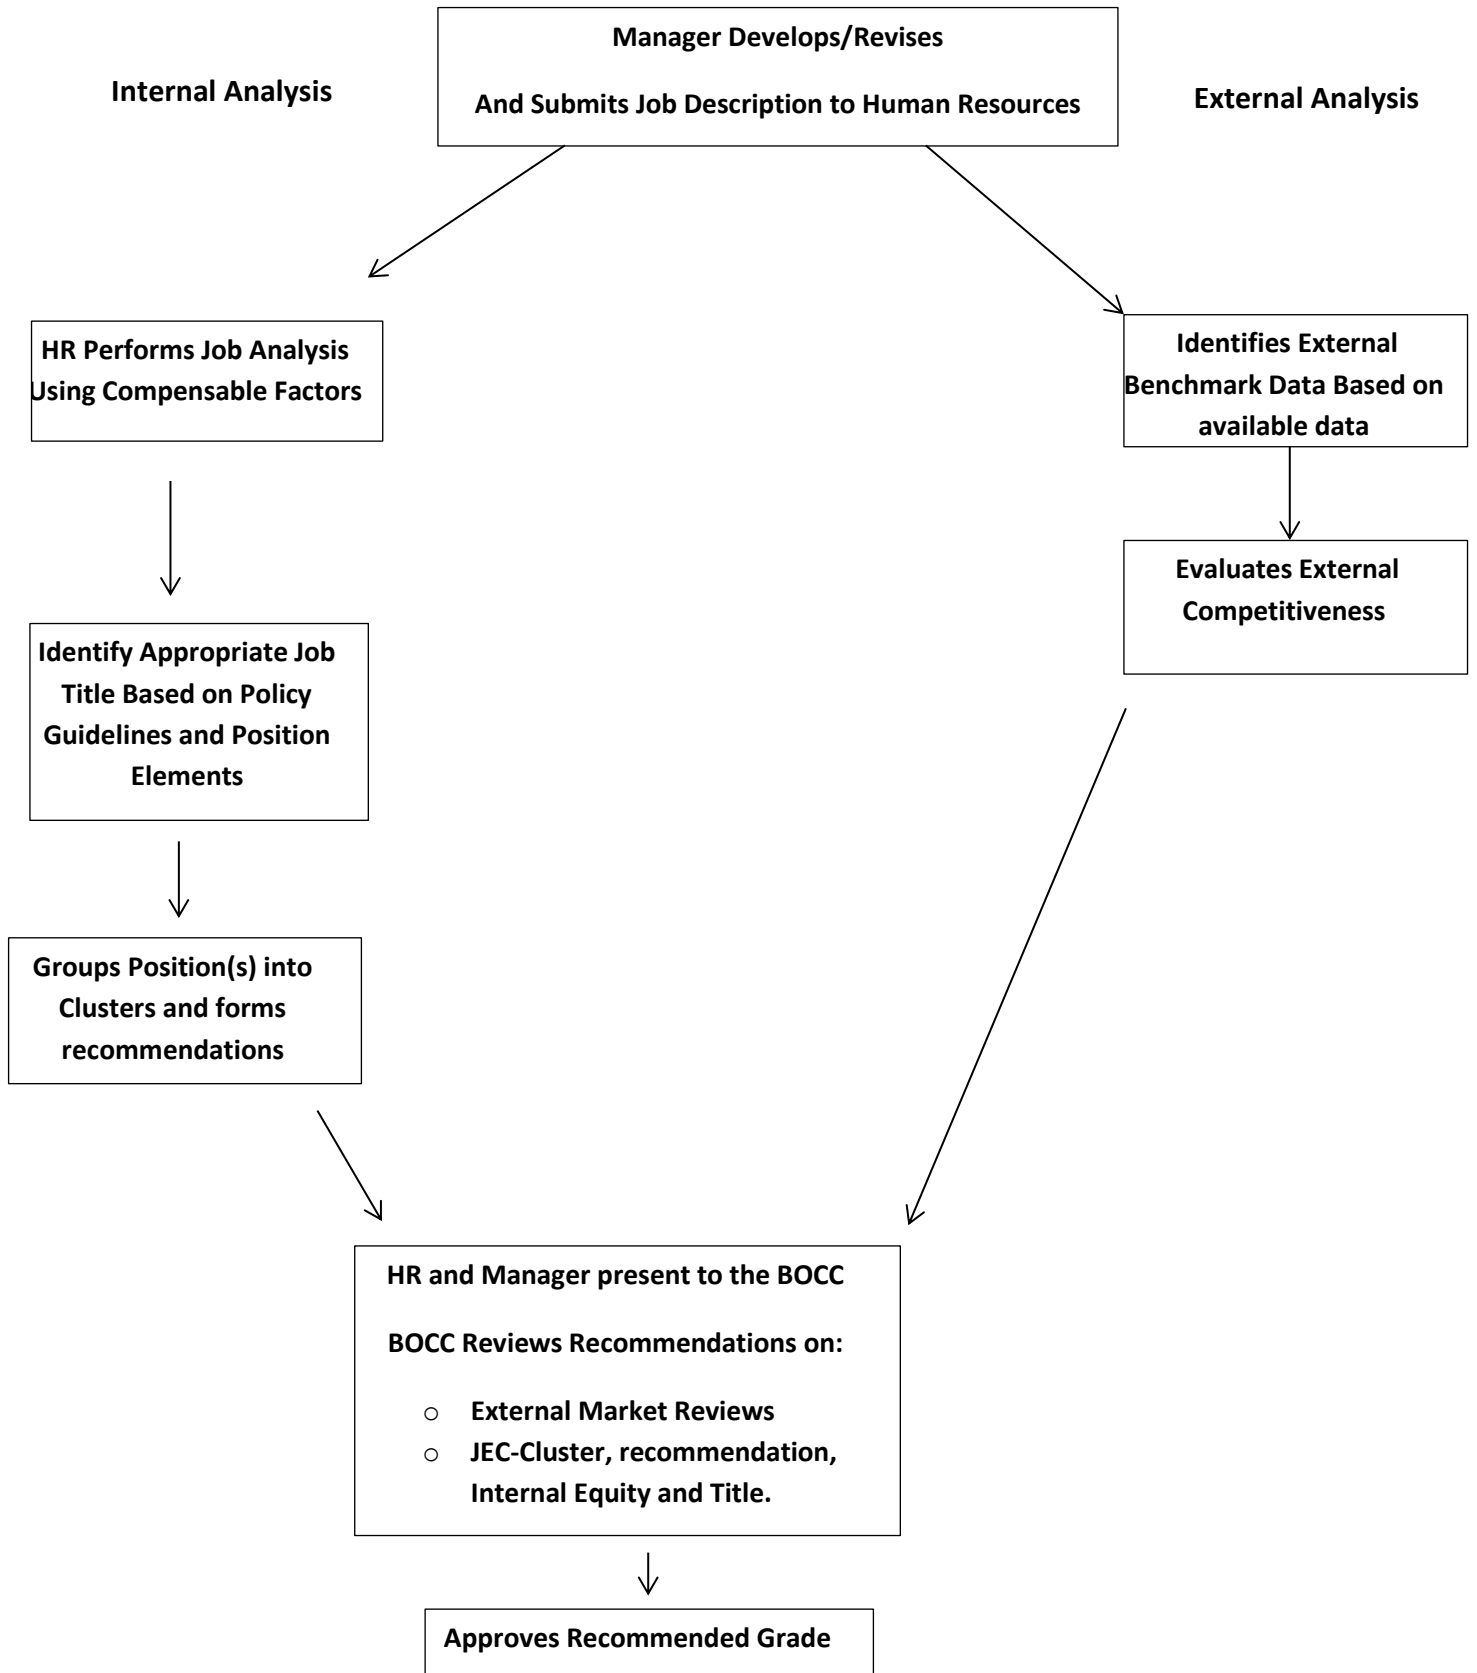 Manager Develops/Revises
And Submits Job Description to Human Resources
Internal Analysis
External Analysis
HR Performs Job Analysis
Using Compensable Factors
Identifies External
Benchmark Data Based on
available data
Evaluates External
Competitiveness
Identify Appropriate Job
Title Based on Policy
Guidelines and Position
Elements
Groups Position(s) into
Clusters and forms
recommendations
HR and Manager present to the BOCC
BOCC Reviews Recommendations on:
o External Market Reviews
o JEC-Cluster, recommendation,
Internal Equity and Title.
Approves Recommended Grade